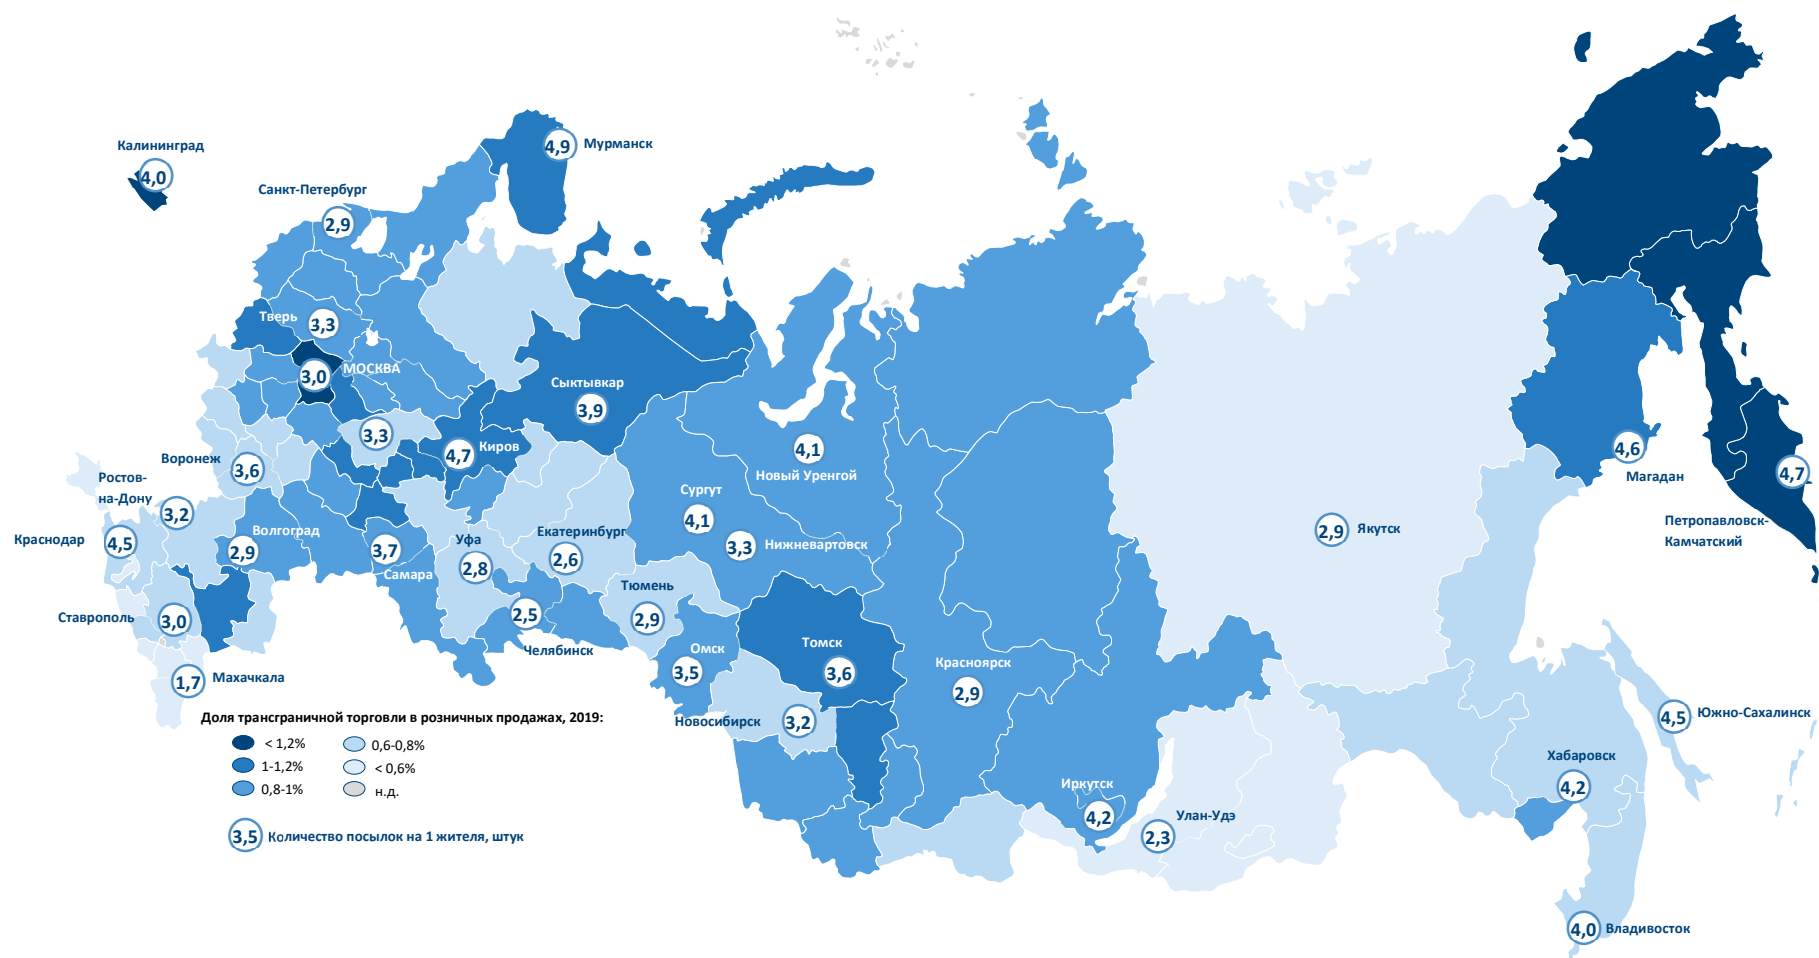 Калининград
4,0
4,9
Мурманск
Санкт-Петербург
2,9
Тверь
3,3
3,0
МОСКВА
Сыктывкар
3,9
3,3
4,7
Киров
4,1
Новый Уренгой
Воронеж
3,6
Ростов-
на-Дону
3,2
Краснодар
4,5
Волгоград
2,9
3,7
Самара
Уфа
2,8
Екатеринбург
2,6
Сургут
4,1
3,3
Нижневартовск
Тюмень
2,9
2,5
Челябинск
Ставрополь
3,0
1,7
Махачкала
Омск
3,5
Томск
3,6
Новосибирск
3,2
Красноярск
2,9
Иркутск
4,2
Улан-Удэ
2,3
2,9
Якутск
4,6
Магадан
4,7
Петропавловск-
Камчатский
4,5
Южно-Сахалинск
Хабаровск
4,2
4,0
Владивосток
Доля трансграничной торговли в розничных продажах, 2019:
< 1,2%
1-1,2%
0,8-1%
0,6-0,8%
< 0,6%
н.д.
3,5
Количество посылок на 1 жителя, штук